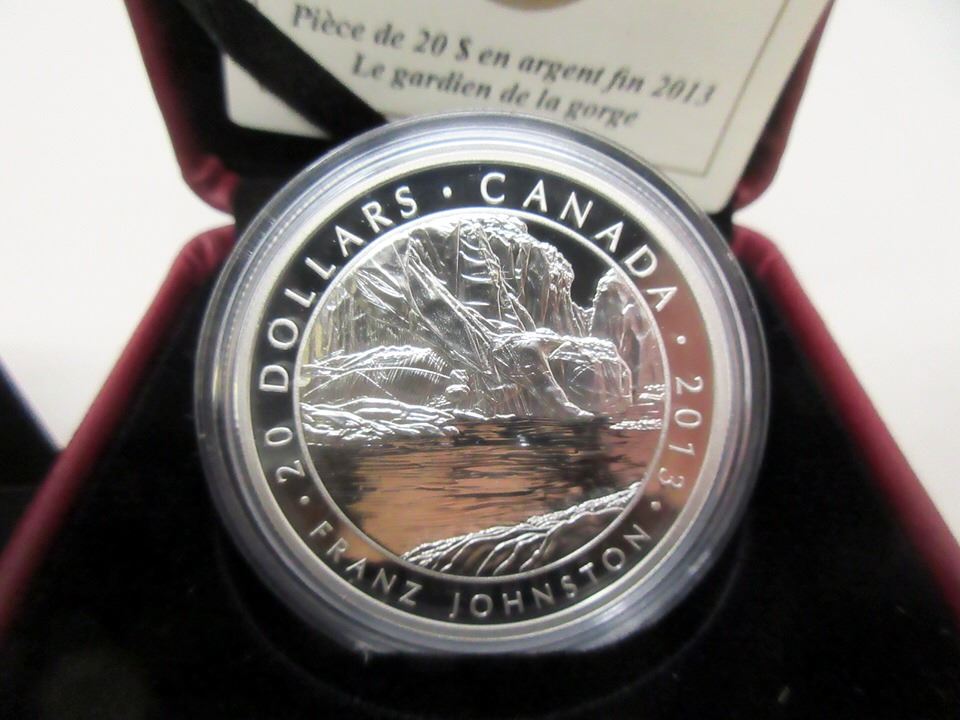 Pièce de 20 $ en argent fin 2013
Le gardien de la gorge
20 DOLLARS · CANADA · 2013 · FRANZ JOHNSTON ·